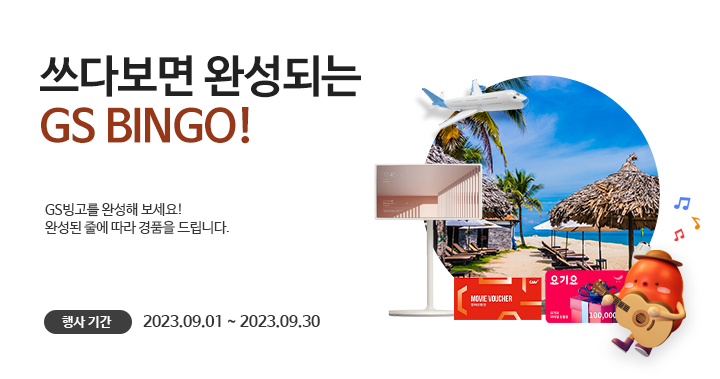 쓰다보면 완성되는
GS BINGO!
GS빙고를 완성해 보세요!
완성된 줄에 따라 경품을 드립니다.
행사 기간
2023.09.01 ~ 2023.09.30
MOVIE VOUCHER
요기요
100,000